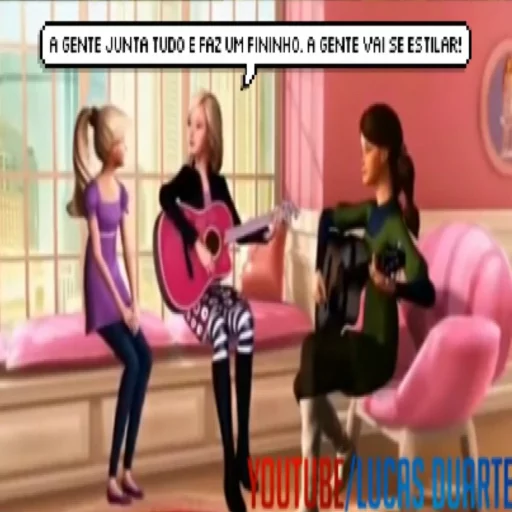 A GENTE JUNTA TUDO E FAZ UM FININHO. A GENTE VAI SE ESTILAR!
YOUTUBE/LUCAS DUARTE